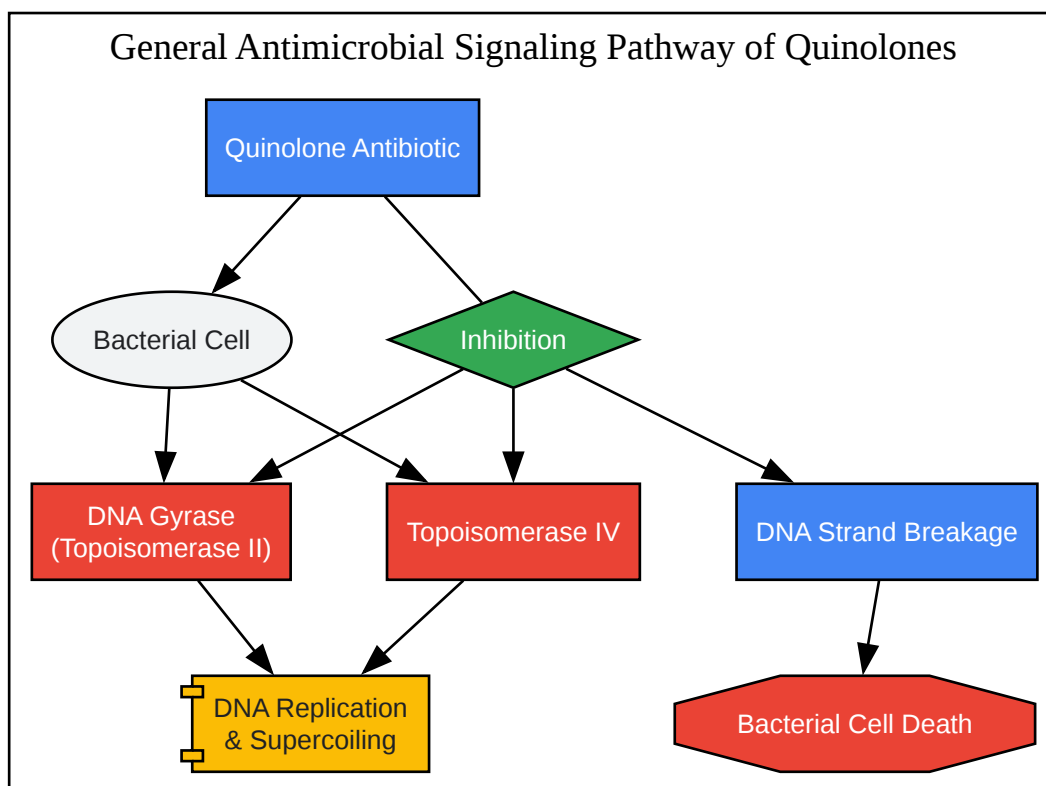 General Antimicrobial Signaling Pathway of Quinolones
Quinolone Antibiotic
Bacterial Cell
Inhibition
DNA Gyrase
(Topoisomerase II)
Topoisomerase IV
DNA Strand Breakage
DNA Replication
& Supercoiling
Bacterial Cell Death